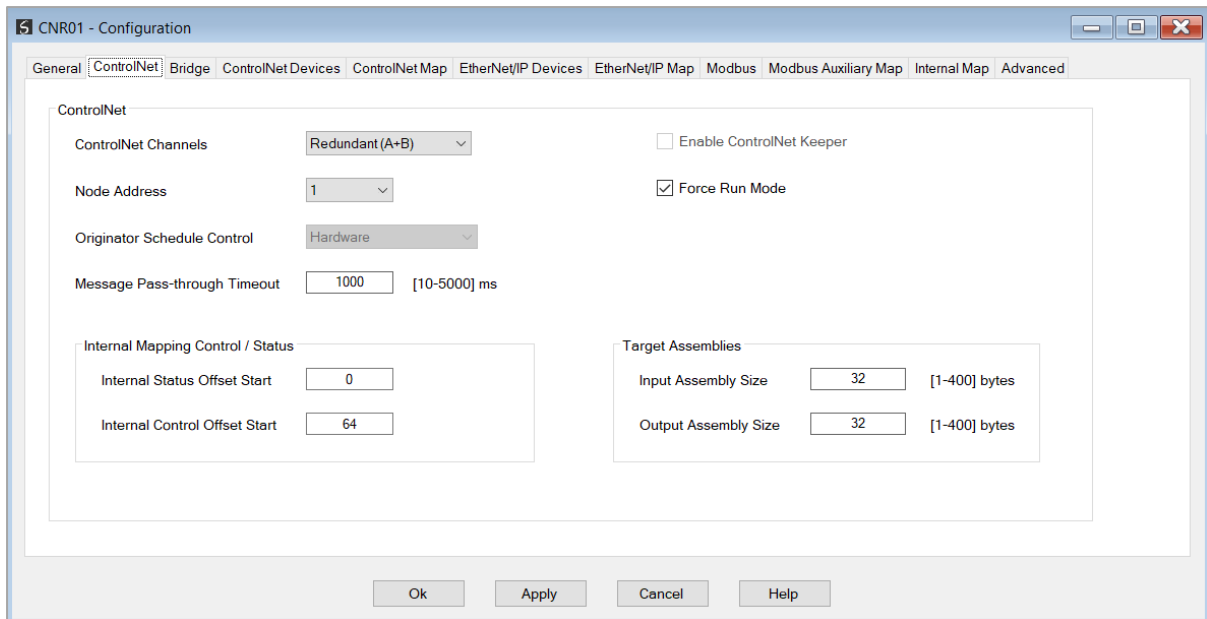 CNR01 - Configuration
General ControlNet Bridge ControlNet Devices ControlNet Map EtherNet/IP Devices EtherNet/IP Map Modbus Modbus Auxiliary Map Internal Map Advanced
ControlNet
ControlNet Channels Redundant (A+B) Enable ControlNet Keeper
Node Address 1 Force Run Mode
Originator Schedule Control Hardware
Message Pass-through Timeout 1000 [10-5000] ms
Internal Mapping Control / Status Target Assemblies
Internal Status Offset Start 0 Input Assembly Size 32 [1-400] bytes
Internal Control Offset Start 64 Output Assembly Size 32 [1-400] bytes
Ok Apply Cancel Help